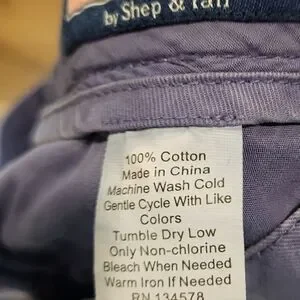 by Shep & Ian
100% Cotton
Made in China
Machine Wash Cold
Gentle Cycle With Like
Colors
Tumble Dry Low
Only Non-chlorine
Bleach When Needed
Warm Iron If Needed
RN 134578